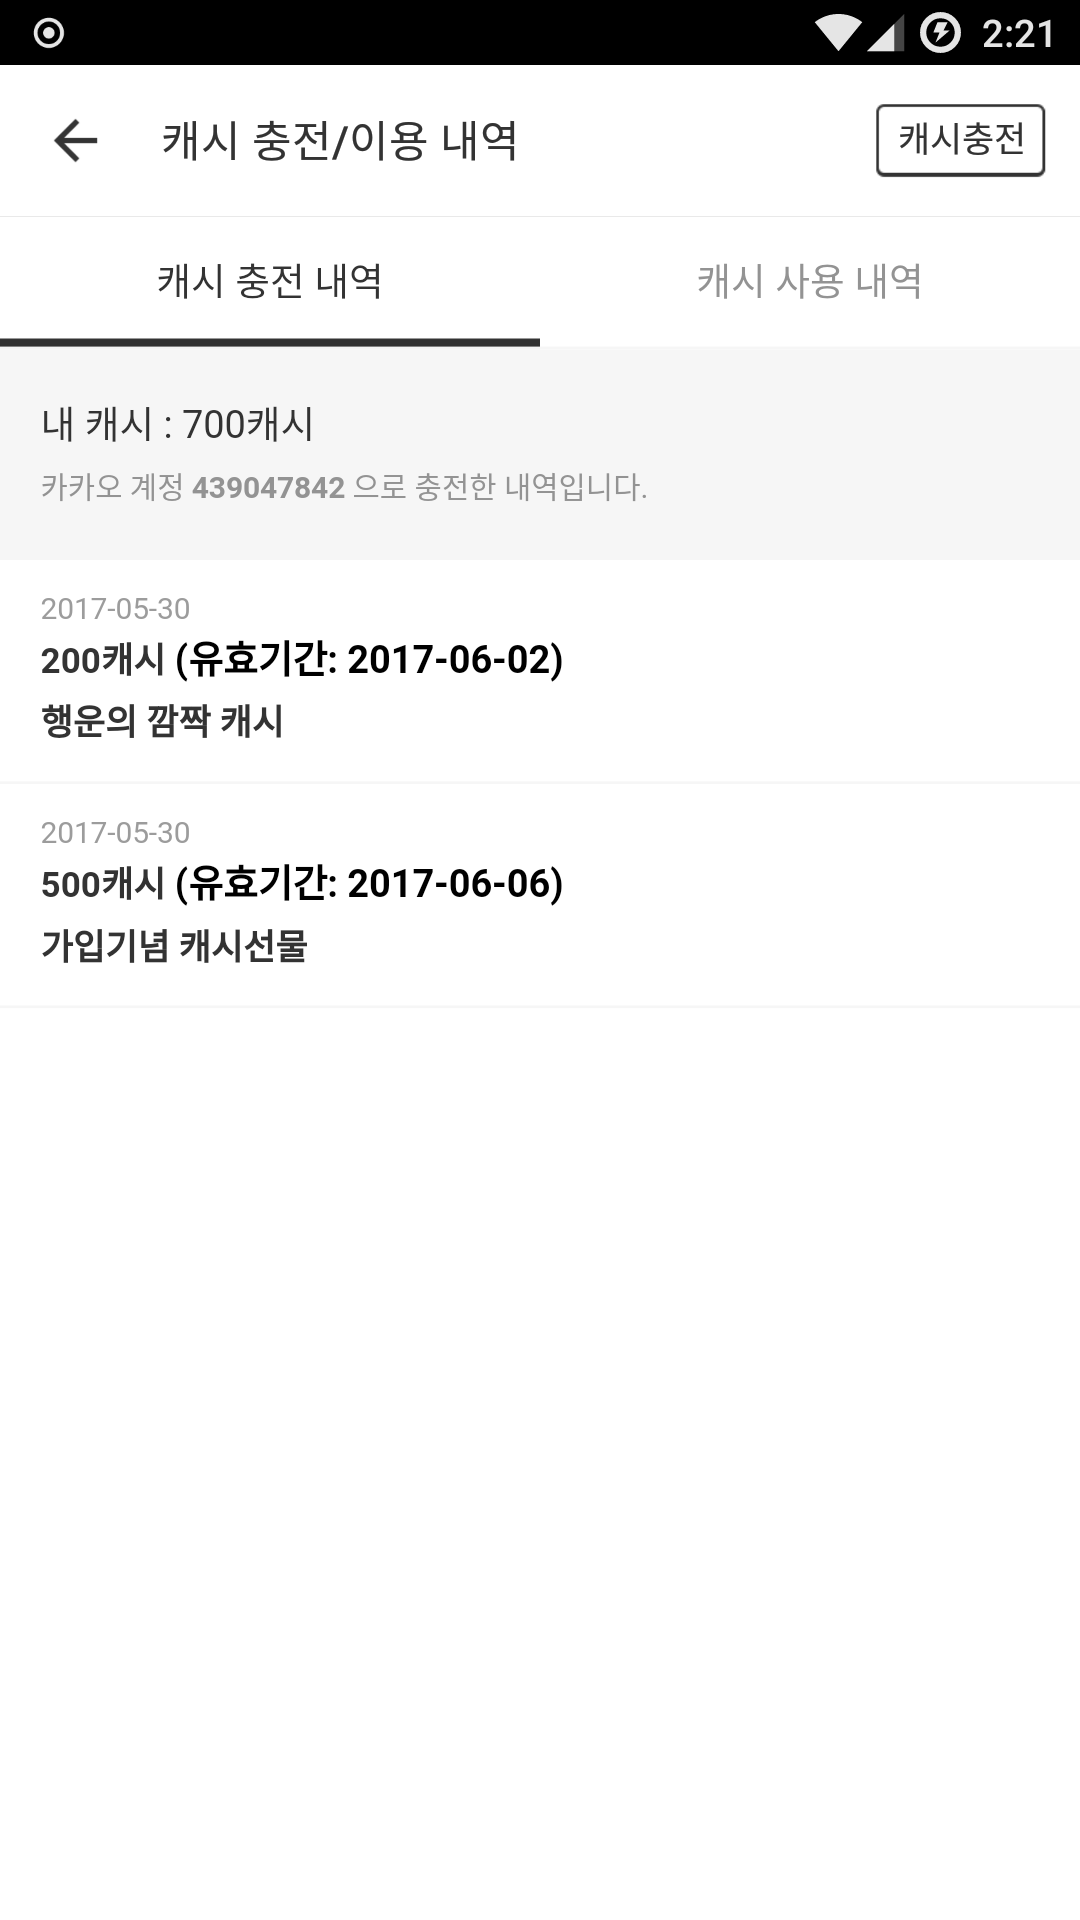 2:21
캐시 충전/이용 내역
캐시충전
캐시 충전 내역
캐시 사용 내역
내 캐시 : 700캐시
카카오 계정 439047842 으로 충전한 내역입니다.
2017-05-30
200캐시 (유효기간: 2017-06-02)
행운의 깜짝 캐시
2017-05-30
500캐시 (유효기간: 2017-06-06)
가입기념 캐시선물